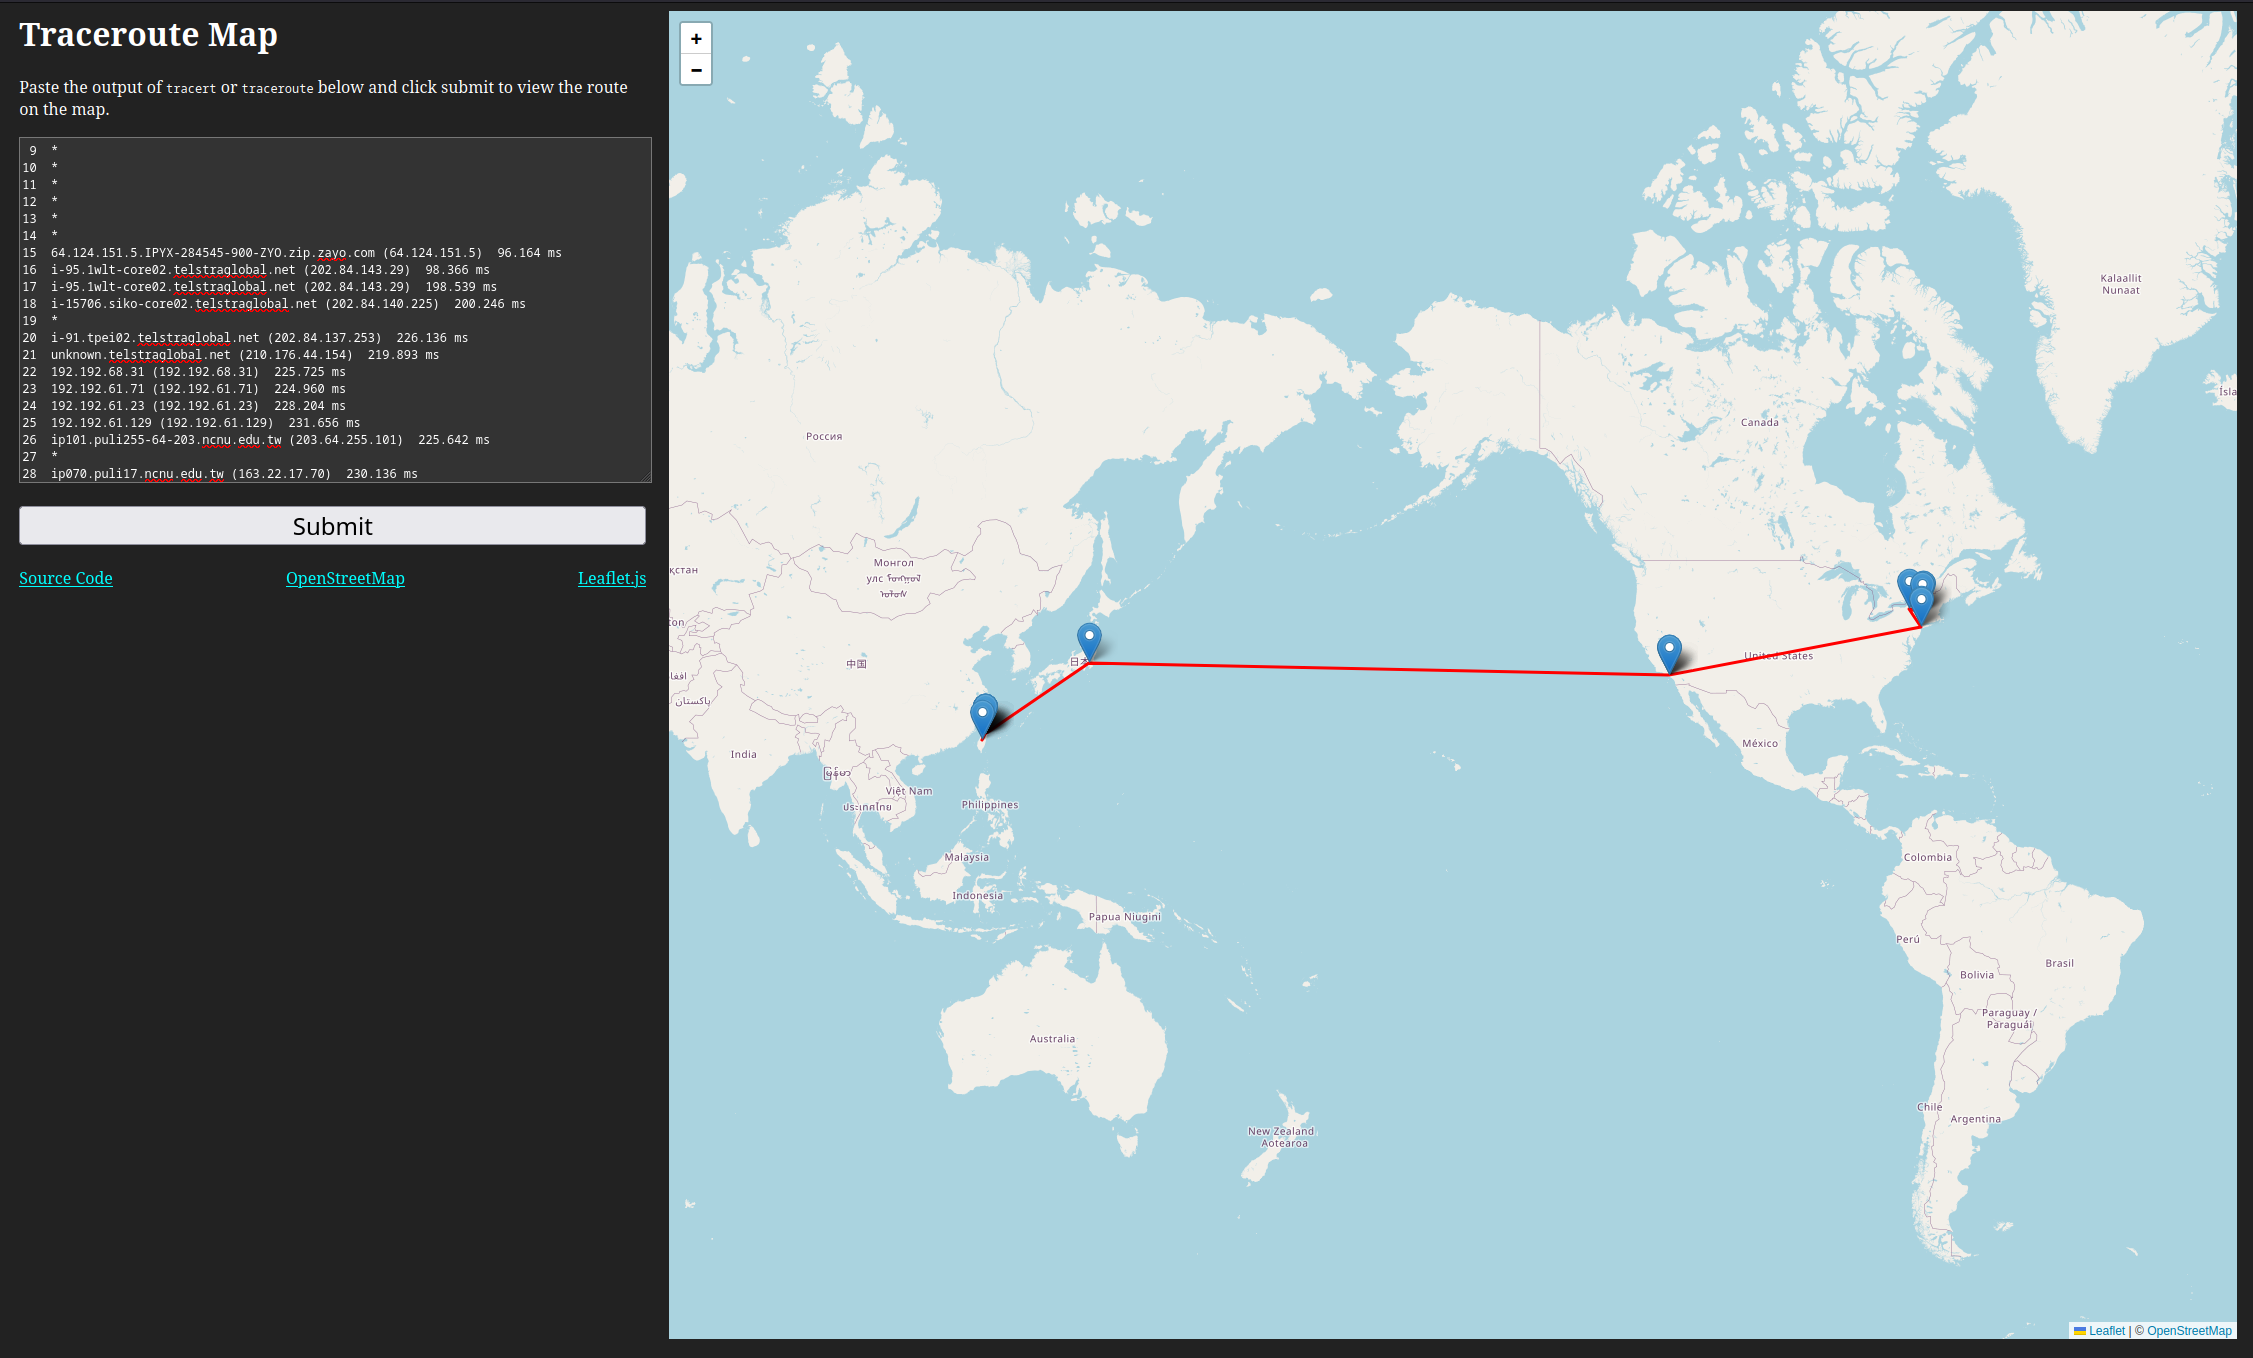 Traceroute Map
Paste the output of tracert or traceroute below and click submit to view the route
on the map.
9 *
10 *
11 *
12 *
13 *
14 *
15 64.124.151.5.IPYX-284545-900-ZYO.zip.zayo.com (64.124.151.5) 96.164 ms
16 i-95.1wlt-core02.telstraglobal.net (202.84.143.29) 98.366 ms
17 i-95.1wlt-core02.telstraglobal.net (202.84.143.29) 198.539 ms
18 i-15706.siko-core02.telstraglobal.net (202.84.140.225) 200.246 ms
19 *
20 i-91.tpei02.telstraglobal.net (202.84.137.253) 226.136 ms
21 unknown.telstraglobal.net (210.176.44.154) 219.893 ms
22 192.192.68.31 (192.192.68.31) 225.725 ms
23 192.192.61.71 (192.192.61.71) 224.960 ms
24 192.192.61.23 (192.192.61.23) 228.204 ms
25 192.192.61.129 (192.192.61.129) 231.656 ms
26 ip101.puli255-64-203.ncnu.edu.tw (203.64.255.101) 225.642 ms
27 *
28 ip070.puli17.ncnu.edu.tw (163.22.17.70) 230.136 ms
Submit
Source Code
OpenStreetMap
Leaflet.js
+
−
Kalaallit
Nunaat
Ísla
Canada
Россия
Монгол
улс
қстан
ton
中国
日本
United States
پاکستان
México
India
မြန်မာ
Việt Nam
ประเทศไทย
Philippines
Malaysia
Colombia
Indonesia
Papua Niugini
Perú
Brasil
Bolivia
Paraguay /
Paraguái
Australia
Chile
Argentina
New Zealand
Aotearoa
Leaflet | © OpenStreetMap